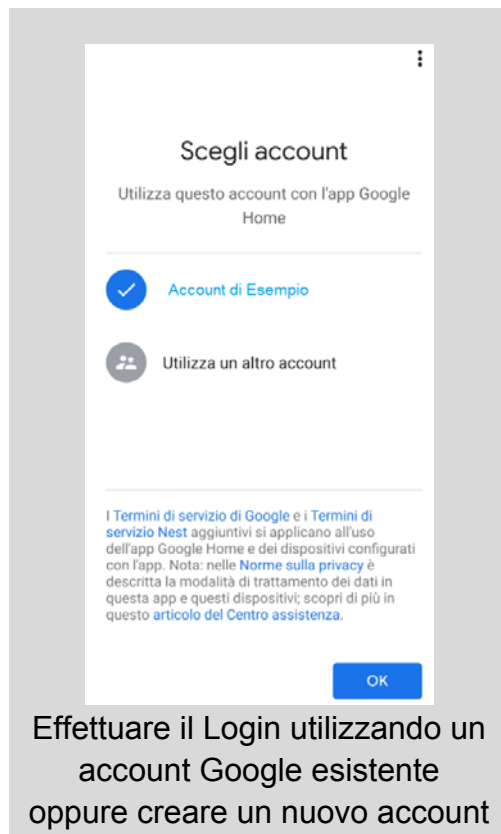 Scegli account
Utilizza questo account con l'app Google
Home
Account di Esempio
Utilizza un altro account
I Termini di servizio di Google e i Termini di
servizio Nest aggiuntivi si applicano all'uso
dell'app Google Home e dei dispositivi configurati
con l'app. Nota: nelle Norme sulla privacy è
descritta la modalità di trattamento dei dati in
questa app e questi dispositivi; scopri di più in
questo articolo del Centro assistenza.
OK
Effettuare il Login utilizzando un
account Google esistente
oppure creare un nuovo account